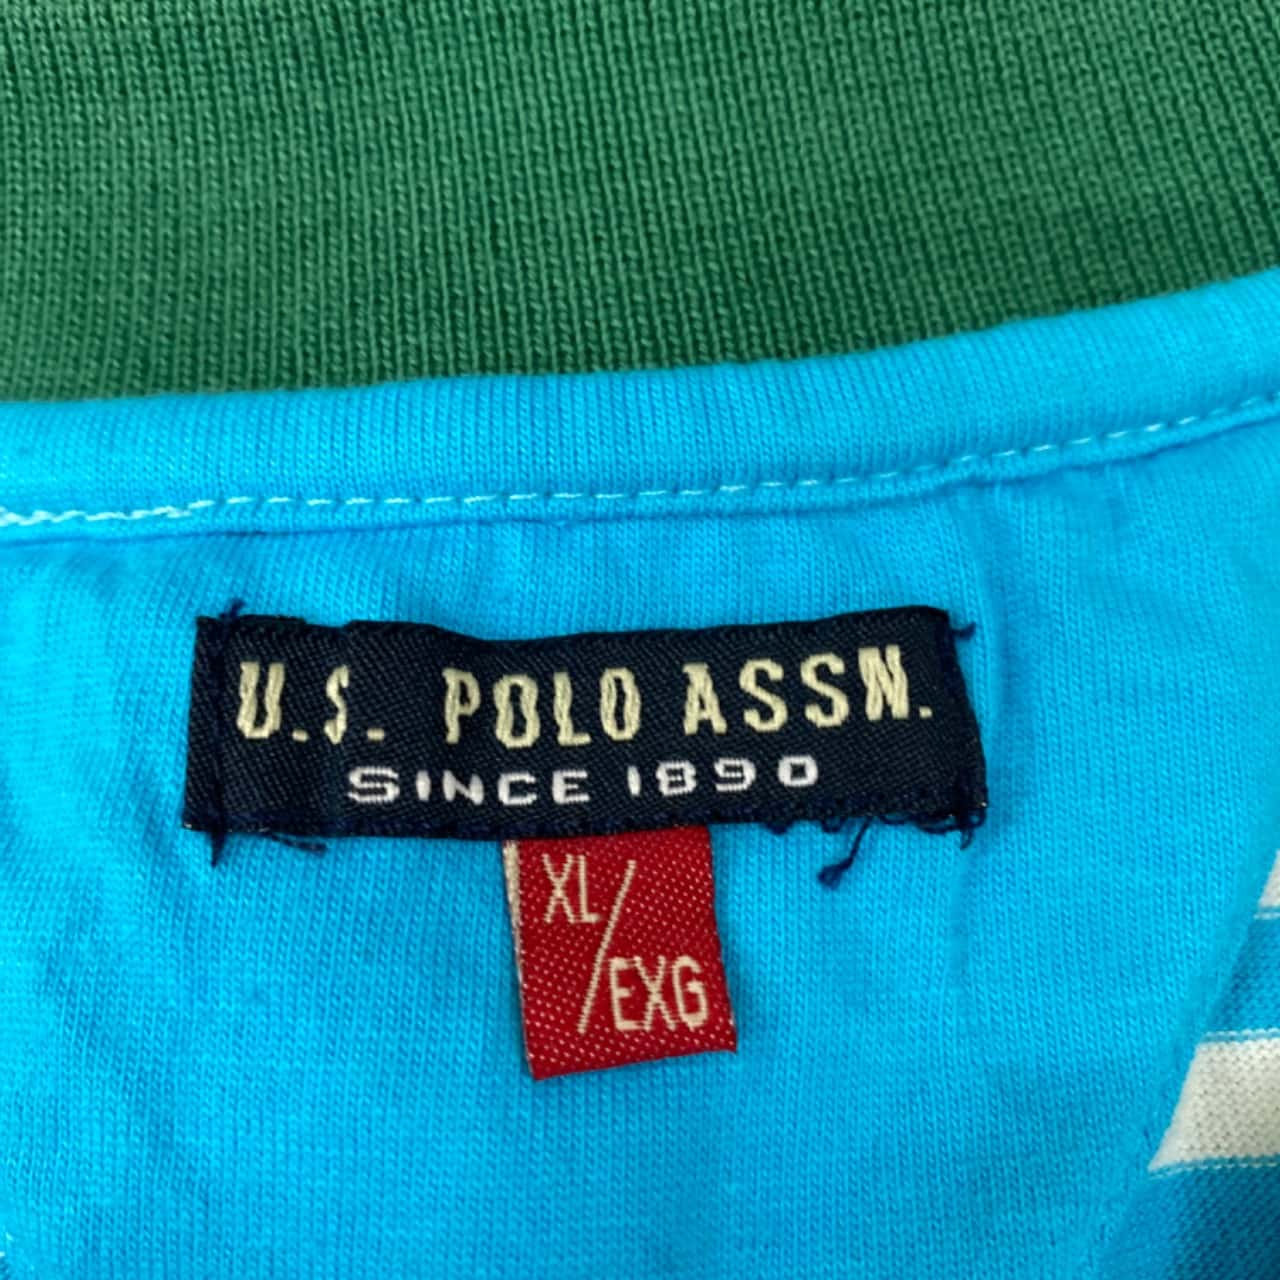 U.S. POLO ASSN.
SINCE 1890
XL/EXG